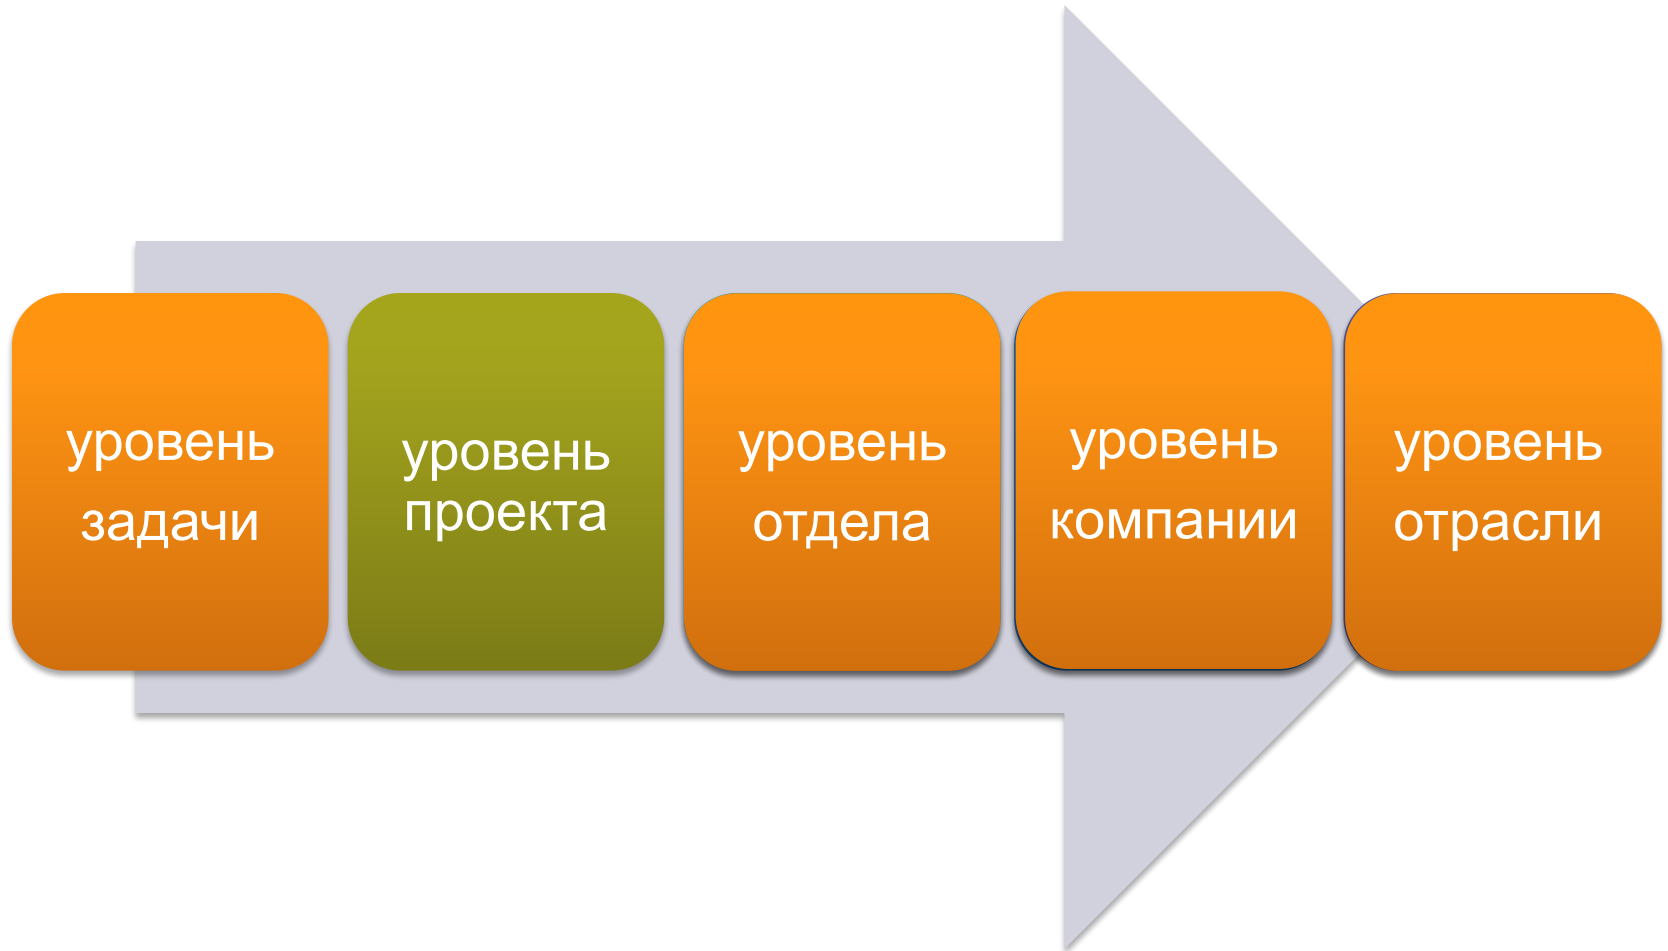 уровень
задачи
уровень
проекта
уровень
отдела
уровень
компании
уровень
отрасли